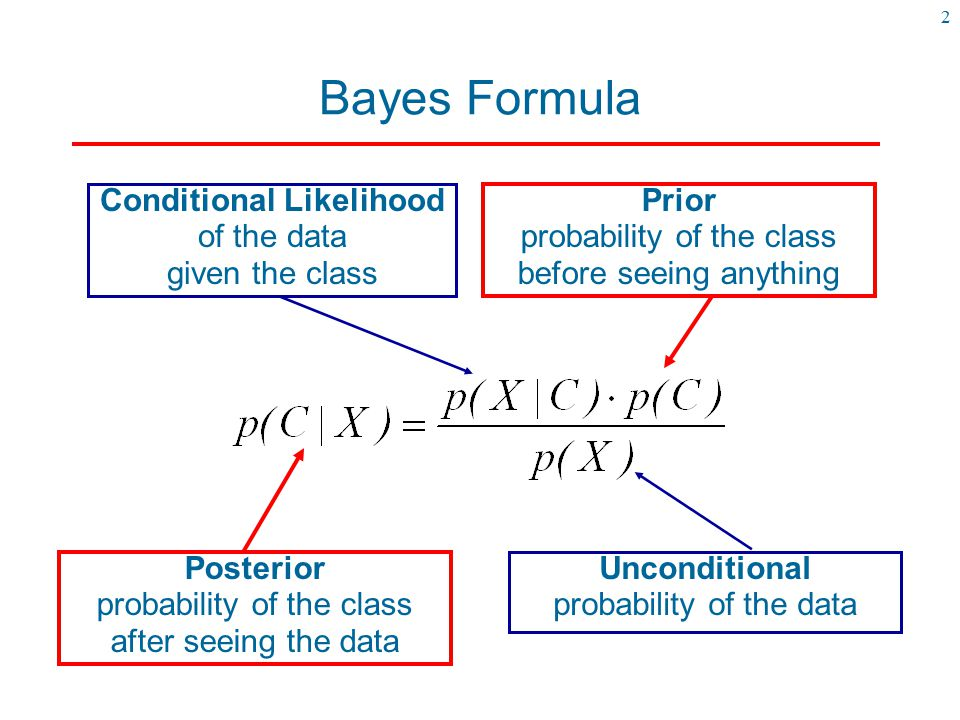 2
Bayes Formula
Conditional Likelihood
of the data
given the class
Prior
probability of the class
before seeing anything
p(C|X) = p(X|C)· p(C) / p(X)
Posterior
probability of the class
after seeing the data
Unconditional
probability of the data